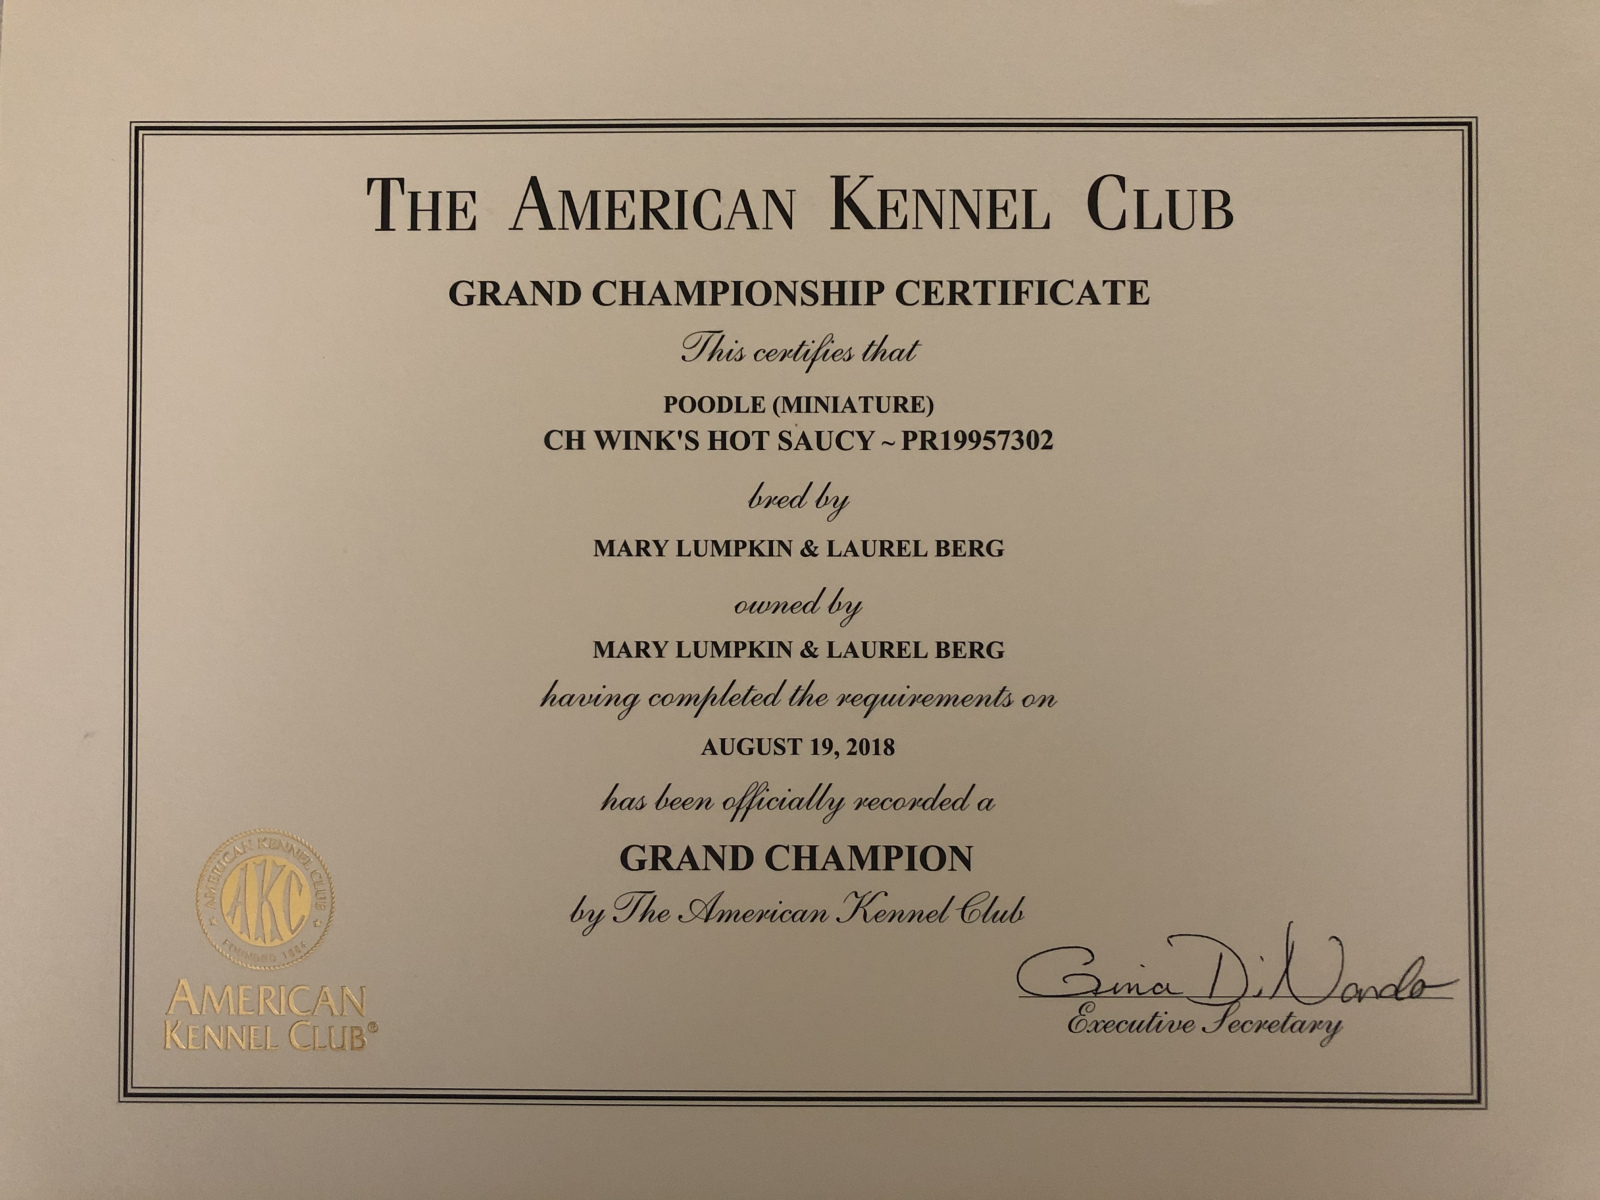 THE AMERICAN KENNEL CLUB
GRAND CHAMPIONSHIP CERTIFICATE
This certifies that
POODLE (MINIATURE)
CH WINK'S HOT SAUCY ~ PR19957302
bred by
MARY LUMPKIN & LAUREL BERG
owned by
MARY LUMPKIN & LAUREL BERG
having completed the requirements on
AUGUST 19, 2018
has been officially recorded a
GRAND CHAMPION
by The American Kennel Club
AMERICAN KENNEL CLUB
AKC
FOUNDED 1884
AMERICAN
KENNEL CLUB®
Gina DiNardo
Executive Secretary